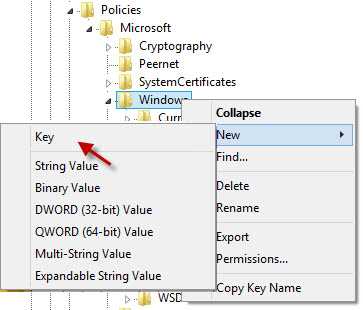 Policies
Microsoft
Cryptography
Peernet
SystemCertificates
Windows
Collapse
New
Find...
Delete
Rename
Export
Permissions...
Copy Key Name
Key
String Value
Binary Value
DWORD (32-bit) Value
QWORD (64-bit) Value
Multi-String Value
Expandable String Value
WSD